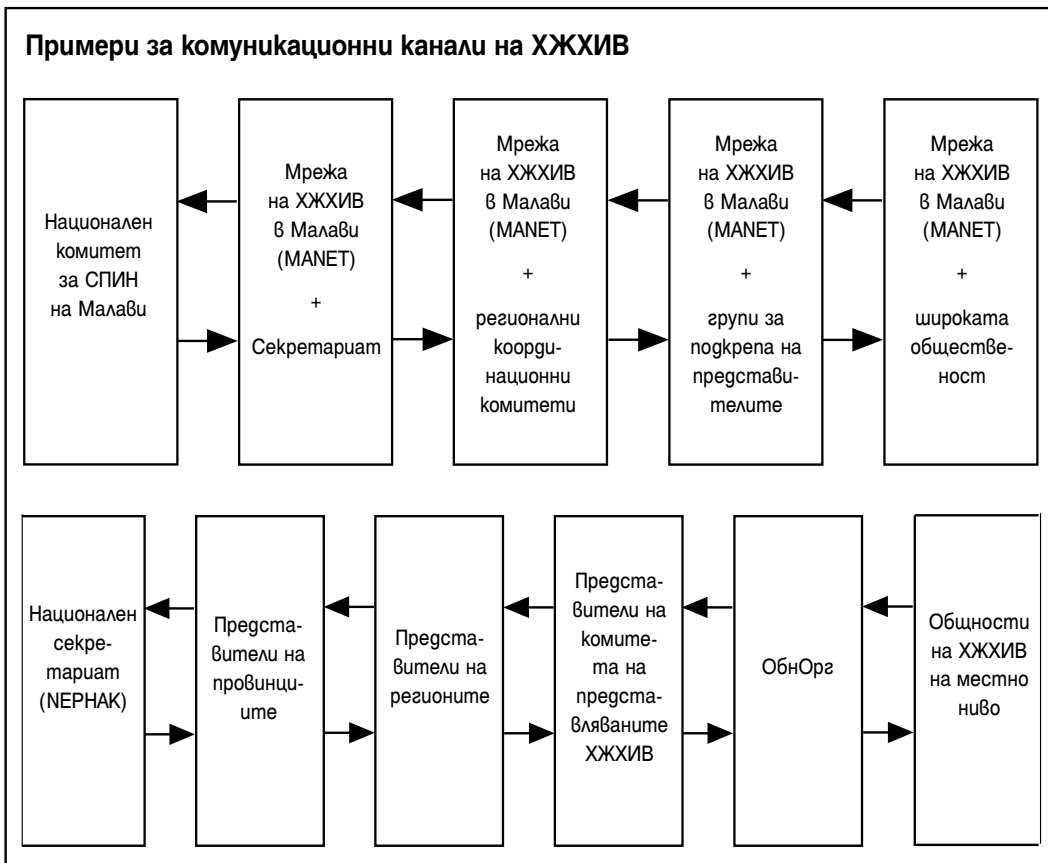 Примери за комуникационни канали на ХЖХИВ
Национален
комитет
за СПИН
на Малави
Мрежа
на ХЖХИВ
в Малави
(MANET)
+
Секретариат
Мрежа
на ХЖХИВ
в Малави
(MANET)
+
регионални
коорди-
национни
комитети
Мрежа
на ХЖХИВ
в Малави
(MANET)
+
групи за
подкрепа на
представи-
телите
Мрежа
на ХЖХИВ
в Малави
(MANET)
+
широката
обществе-
ност
Национален
секре-
тариат
(NEPHAK)
Предста-
вители на
провинци-
ите
Предста-
вители на
регионите
Предста-
вители на
комите-
та на
предста-
вляваните
ХЖХИВ
ОбнОрг
Общности
на ХЖХИВ
на местно
ниво